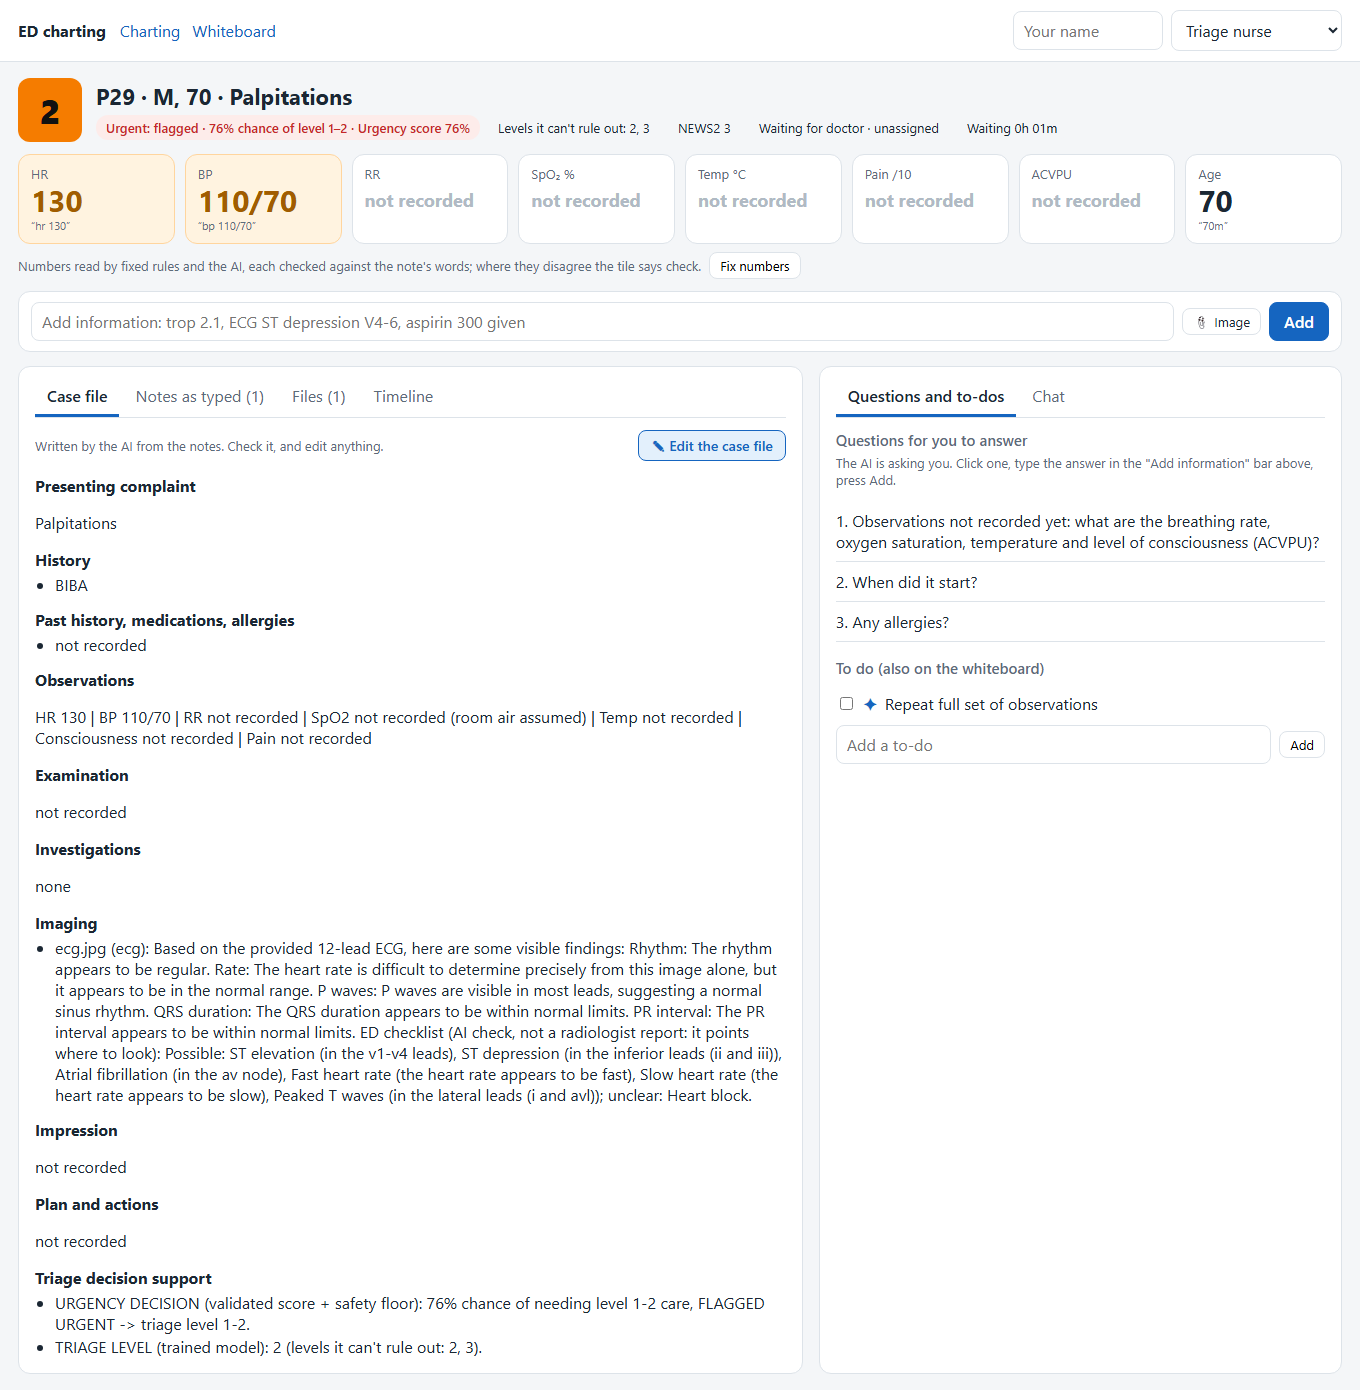 ED charting Charting Whiteboard Your name Triage nurse
2
P29 · M, 70 · Palpitations
Urgent: flagged · 76% chance of level 1–2 · Urgency score 76% Levels it can't rule out: 2, 3 NEWS2 3 Waiting for doctor · unassigned Waiting 0h 01m
HR BP RR SpO₂ % Temp °C Pain /10 ACVPU Age
130 110/70 not recorded not recorded not recorded not recorded not recorded 70
"hr 130" "bp 110/70" "70m"
Numbers read by fixed rules and the AI, each checked against the note's words; where they disagree the tile says check. Fix numbers
Add information: trop 2.1, ECG ST depression V4-6, aspirin 300 given Image Add
Case file Notes as typed (1) Files (1) Timeline
Written by the AI from the notes. Check it, and edit anything. Edit the case file
Presenting complaint
Palpitations
History
• BIBA
Past history, medications, allergies
• not recorded
Observations
HR 130 | BP 110/70 | RR not recorded | SpO2 not recorded (room air assumed) | Temp not recorded |
Consciousness not recorded | Pain not recorded
Examination
not recorded
Investigations
none
Imaging
• ecg.jpg (ecg): Based on the provided 12-lead ECG, here are some visible findings: Rhythm: The rhythm
appears to be regular. Rate: The heart rate is difficult to determine precisely from this image alone, but
it appears to be in the normal range. P waves: P waves are visible in most leads, suggesting a normal
sinus rhythm. QRS duration: The QRS duration appears to be within normal limits. PR interval: The PR
interval appears to be within normal limits. ED checklist (AI check, not a radiologist report: it points
where to look): Possible: ST elevation (in the v1-v4 leads), ST depression (in the inferior leads (ii and iii)),
Atrial fibrillation (in the av node), Fast heart rate (the heart rate appears to be fast), Slow heart rate (the
heart rate appears to be slow), Peaked T waves (in the lateral leads (i and avl)); unclear: Heart block.
Impression
not recorded
Plan and actions
not recorded
Triage decision support
• URGENCY DECISION (validated score + safety floor): 76% chance of needing level 1-2 care, FLAGGED
URGENT -> triage level 1-2.
• TRIAGE LEVEL (trained model): 2 (levels it can't rule out: 2, 3).
Questions and to-dos Chat
Questions for you to answer
The AI is asking you. Click one, type the answer in the "Add information" bar above,
press Add.
1. Observations not recorded yet: what are the breathing rate,
oxygen saturation, temperature and level of consciousness (ACVPU)?
2. When did it start?
3. Any allergies?
To do (also on the whiteboard)
Repeat full set of observations
Add a to-do Add